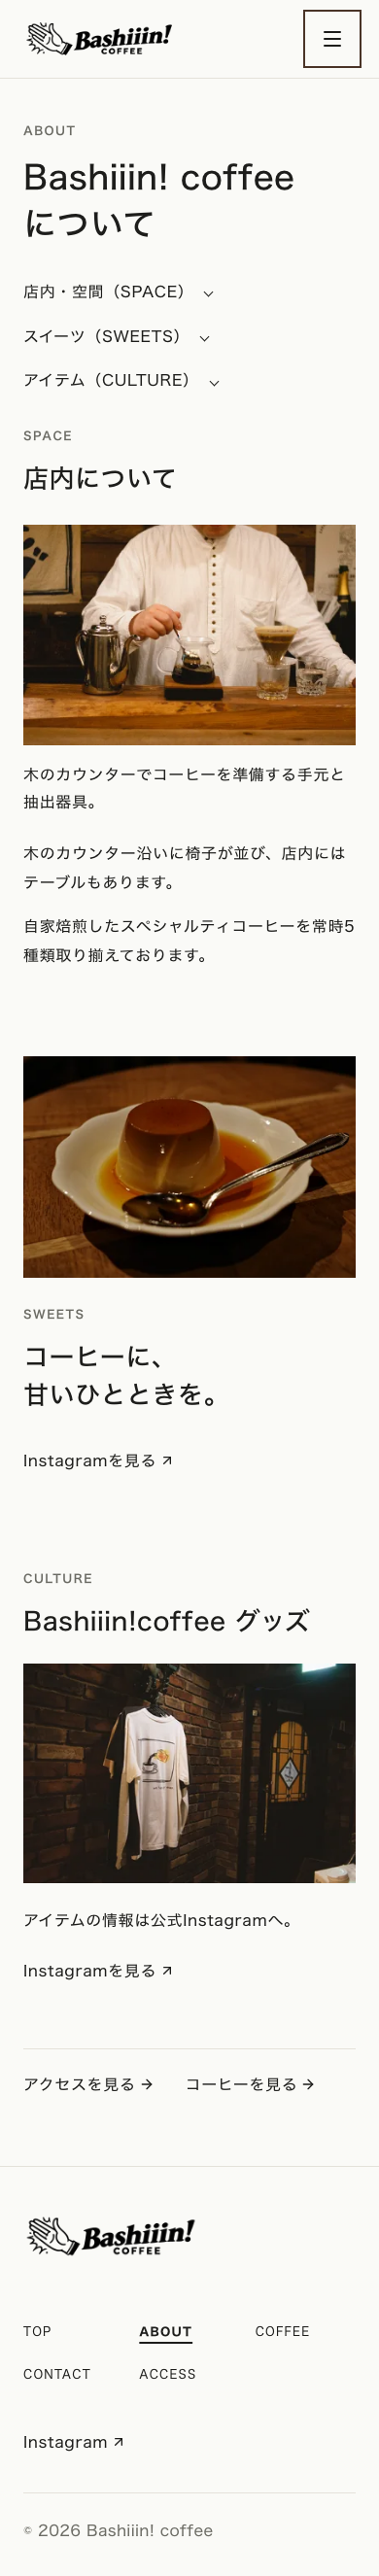 Bashiiin!
COFFEE
ABOUT
Bashiiin! coffee
について
店内・空間（SPACE）
スイーツ（SWEETS）
アイテム（CULTURE）
SPACE
店内について
木のカウンターでコーヒーを準備する手元と
抽出器具。
木のカウンター沿いに椅子が並び、店内には
テーブルもあります。
自家焙煎したスペシャルティコーヒーを常時5
種類取り揃えております。
SWEETS
コーヒーに、
甘いひとときを。
Instagramを見る ↗
CULTURE
Bashiiin!coffee グッズ
アイテムの情報は公式Instagramへ。
Instagramを見る ↗
アクセスを見る → コーヒーを見る →
Bashiiin!
COFFEE
TOP ABOUT COFFEE
CONTACT ACCESS
Instagram ↗
© 2026 Bashiiin! coffee